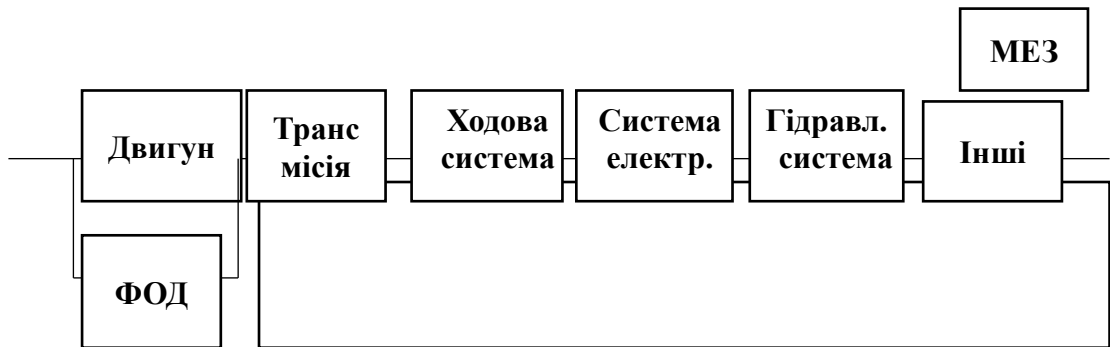 МЕЗ
Двигун
Транс
місія
Ходова
система
Система
електр.
Гідравл.
система
Інші
ФОД